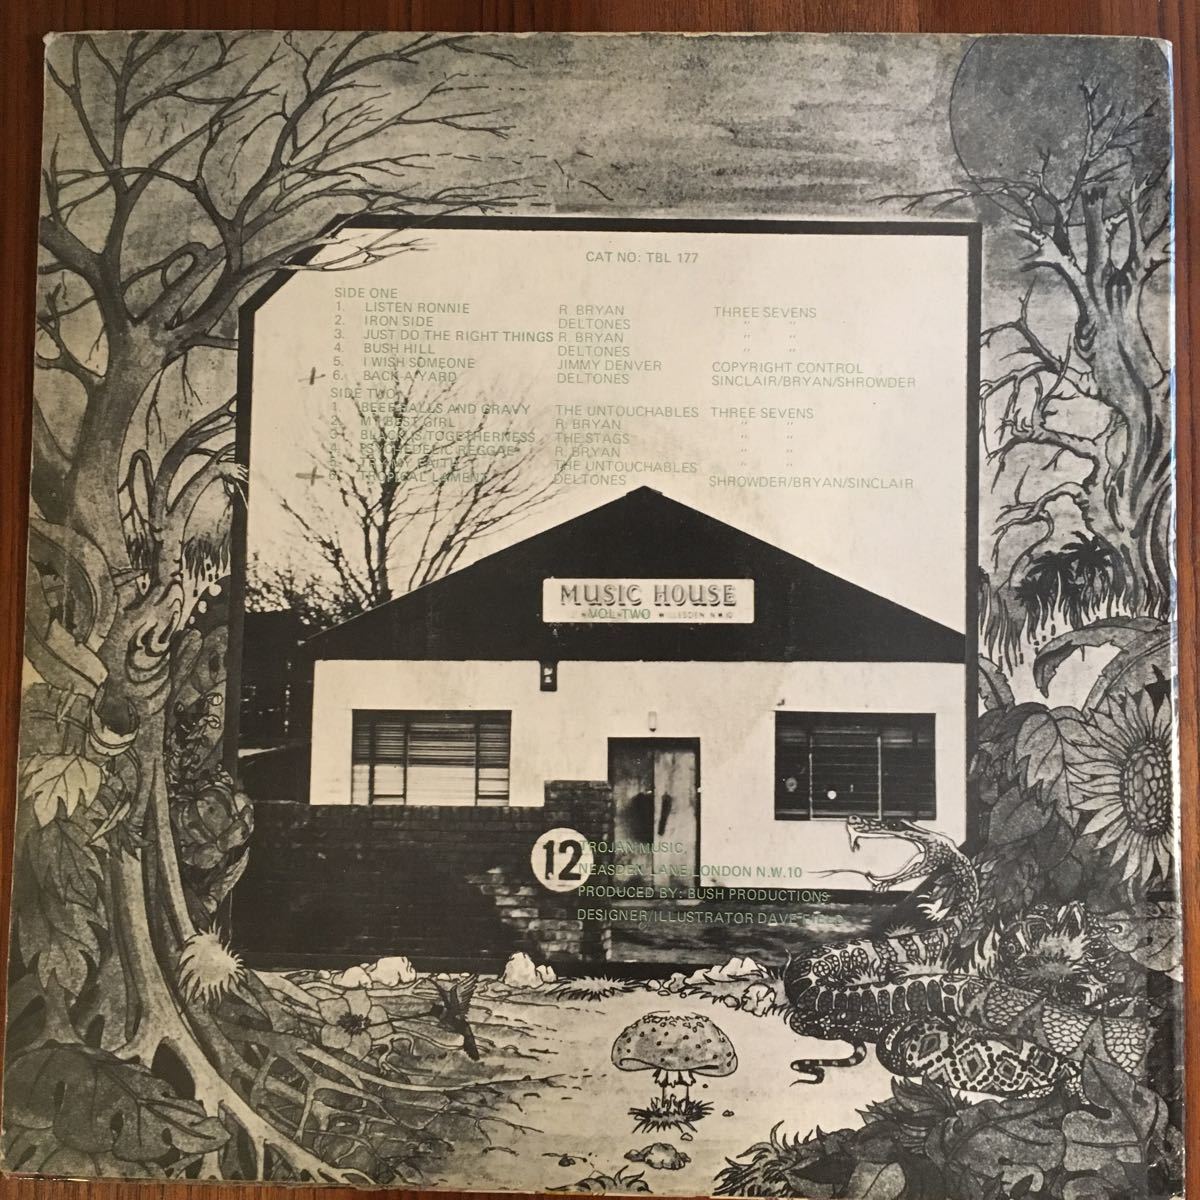 CAT NO: TBL 177
SIDE ONE
1. LISTEN RONNIE R. BRYAN THREE SEVENS
2. IRON SIDE DELTONES " "
3. JUST DO THE RIGHT THINGS R. BRYAN " "
4. BUSH HILL DELTONES " "
5. I WISH SOMEONE JIMMY DENVER COPYRIGHT CONTROL
6. BACK-A-YARD DELTONES SINCLAIR/BRYAN/SHROWDER
SIDE TWO
1. BEEF BALLS AND GRAVY THE UNTOUCHABLES THREE SEVENS
2. MY BEST GIRL R. BRYAN " "
3. BLACK IS TOGETHERNESS THE STAGS " "
4. PSYCHEDELIC REGGAE R. BRYAN " "
THE UNTOUCHABLES " "
6. TROPICAL LAMENT DELTONES SHROWDER/BRYAN/SINCLAIR
MUSIC HOUSE
VOL TWO WILLESDEN N.W.10
12
TROJAN MUSIC,
NEASDEN LANE LONDON N.W.10
PRODUCED BY: BUSH PRODUCTIONS
DESIGNER/ILLUSTRATOR DAVE FIELD